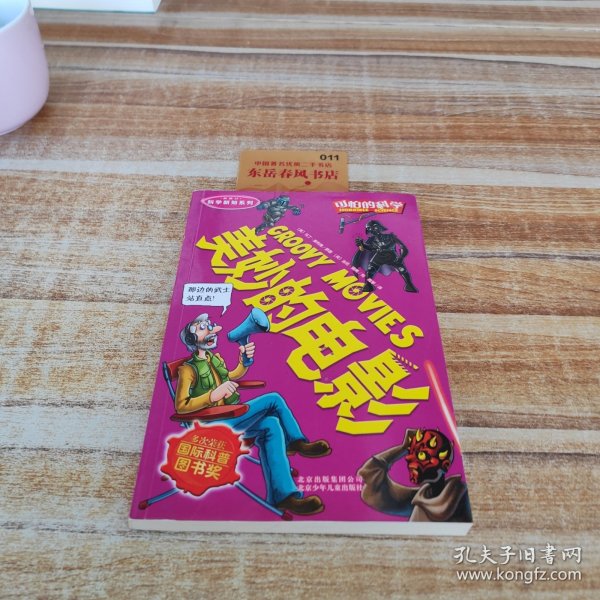 011
中国著名优质二手书店
东岳春风书店
科学新知系列
可怕的科学
HORRIBLE SCIENCE
GROOVY MOVIES
美妙的电影
那边的武士
站直点!
多次荣获
国际科普
图书奖
北京出版集团公司
北京少年儿童出版社
孔夫子旧书网
www.kongfz.com